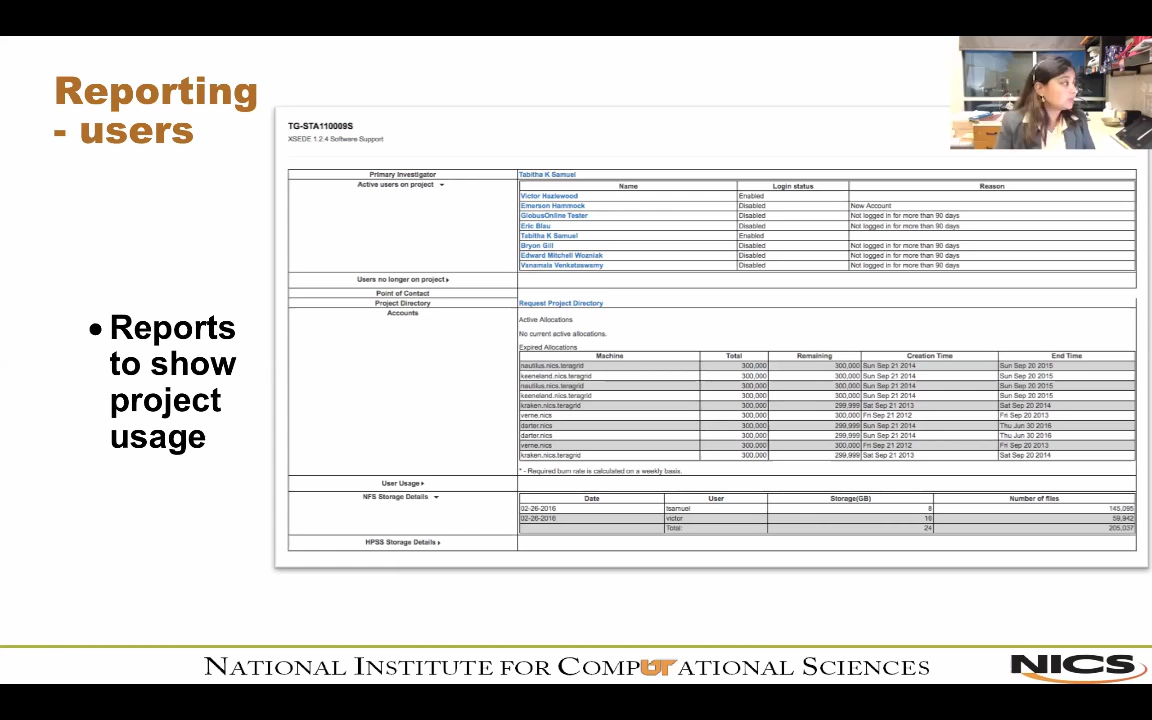 Reporting
- users
• Reports
to show
project
usage
TG-STA110009S
XSEDE 1.2.4 Software Support
Primary Investigator Tabitha K Samuel
Active users on project
Name Login status Reason
Victor Hazlewood Enabled
Emerson Hammock Disabled New Account
GlobusOnline Tester Disabled Not logged in for more than 90 days
Eric Blau Disabled Not logged in for more than 90 days
Tabitha K Samuel Enabled
Bryon Gill Disabled Not logged in for more than 90 days
Edward Mitchell Wozniak Disabled Not logged in for more than 90 days
Vanamala Venkataswamy Disabled Not logged in for more than 90 days
Users no longer on project
Point of Contact
Project Directory Request Project Directory
Accounts
Active Allocations
No current active allocations.
Expired Allocations
Machine Total Remaining Creation Time End Time
nautilus.nics.teragrid 300,000 300,000 Sun Sep 21 2014 Sun Sep 20 2015
keeneland.nics.teragrid 300,000 300,000 Sun Sep 21 2014 Sun Sep 20 2015
nautilus.nics.teragrid 300,000 300,000 Sun Sep 21 2014 Sun Sep 20 2015
keeneland.nics.teragrid 300,000 300,000 Sun Sep 21 2014 Sun Sep 20 2015
kraken.nics.teragrid 300,000 299,999 Sat Sep 21 2013 Sat Sep 20 2014
verne.nics 300,000 300,000 Fri Sep 21 2012 Fri Sep 20 2013
darter.nics 300,000 299,999 Sun Sep 21 2014 Thu Jun 30 2016
darter.nics 300,000 299,999 Sun Sep 21 2014 Thu Jun 30 2016
verne.nics 300,000 300,000 Fri Sep 21 2012 Fri Sep 20 2013
kraken.nics.teragrid 300,000 299,999 Sat Sep 21 2013 Sat Sep 20 2014
* - Required burn rate is calculated on a weekly basis.
User Usage
NFS Storage Details
Date User Storage(GB) Number of files
02-26-2016 tsamuel 8 145,095
02-26-2016 victor 16 59,942
Total: 24 205,037
HPSS Storage Details
NATIONAL INSTITUTE FOR COMPUTATIONAL SCIENCES
NICS